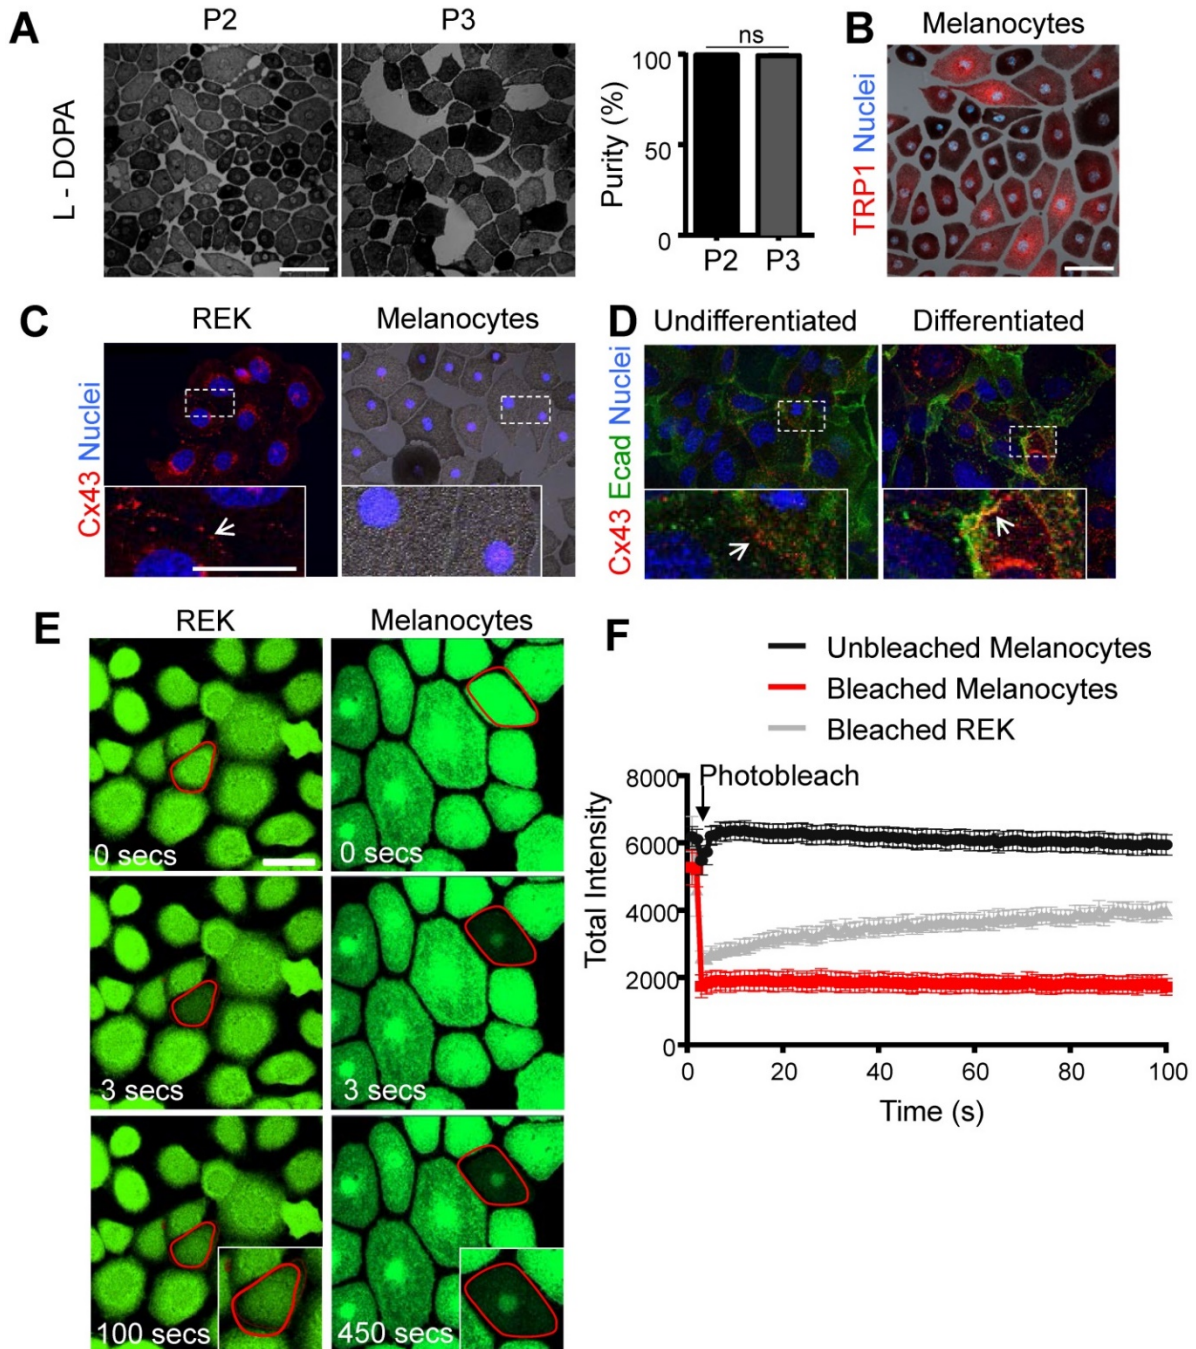 A
P2
P3
L - DOPA
ns
100
50
0
Purity (%)
P2
P3
B
Melanocytes
TRP1 Nuclei
C
REK
Melanocytes
Cx43 Nuclei
D
Undifferentiated
Differentiated
Cx43 Ecad Nuclei
E
REK
Melanocytes
0 secs
0 secs
3 secs
3 secs
100 secs
450 secs
F
Unbleached Melanocytes
Bleached Melanocytes
Bleached REK
Photobleach
8000
6000
4000
2000
0
Total Intensity
0
20
40
60
80
100
Time (s)